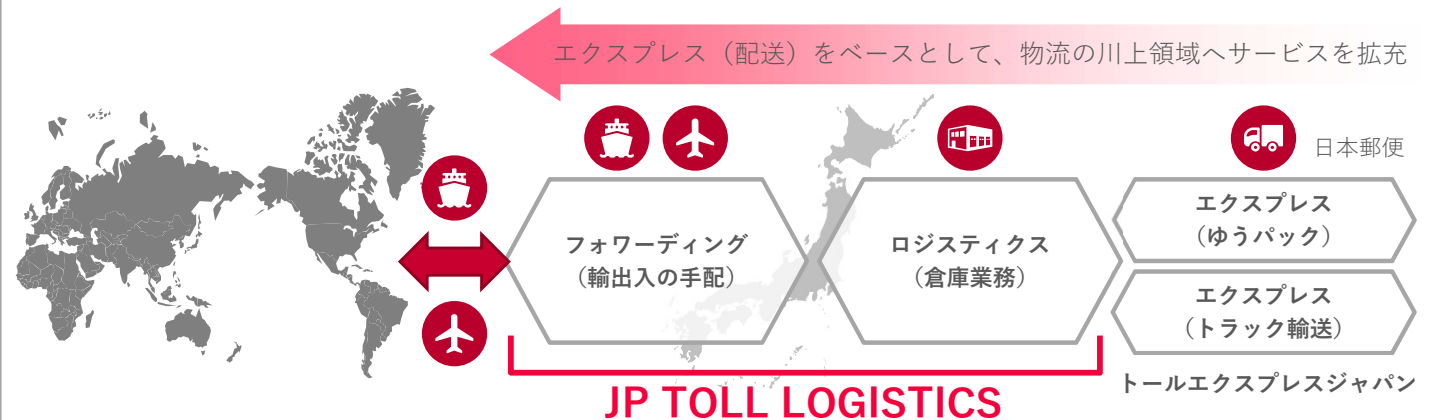 エクスプレス（配送）をベースとして、物流の川上領域へサービスを拡充
日本郵便
フォワーディング
（輸出入の手配）
ロジスティクス
（倉庫業務）
エクスプレス
（ゆうパック）
エクスプレス
（トラック輸送）
トールエクスプレスジャパン
JP TOLL LOGISTICS